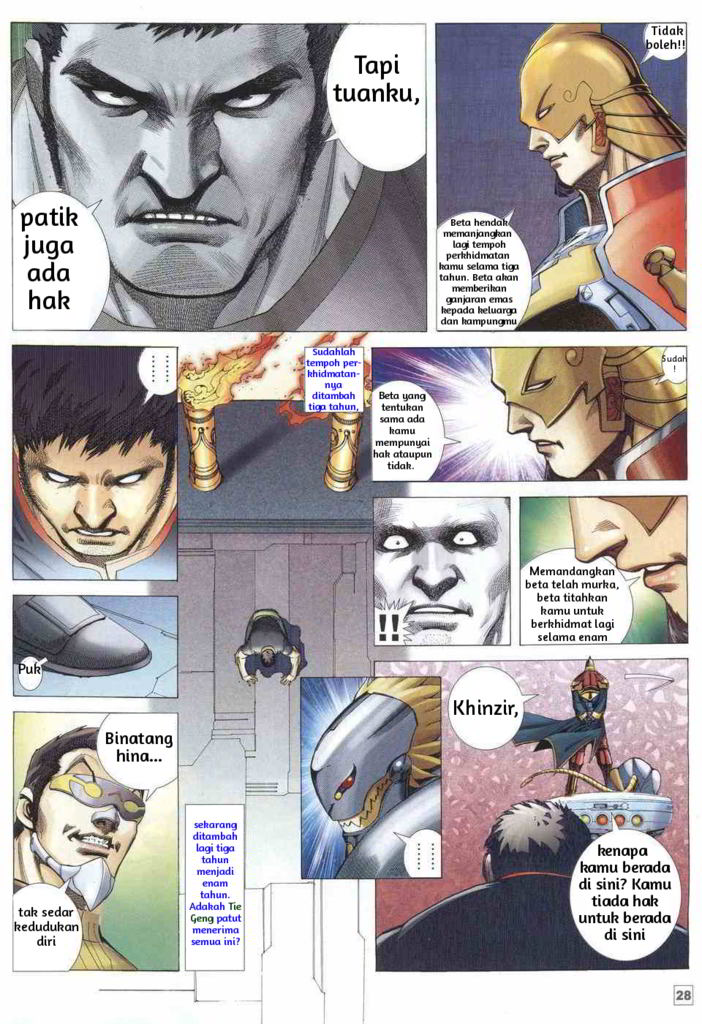 Tapi
tuanku,
patik
juga
ada
hak
Tidak
boleh!!
Beta hendak
memanjangkan
lagi tempoh
perkhidmatan
kamu selama tiga
tahun. Beta akan
memberikan
ganjaran emas
kepada keluarga
dan kampungmu
......
Sudahlah
tempoh per-
khidmatan-
nya
ditambah
tiga tahun,
Sudah
!
Beta yang
tentukan
sama ada
kamu
mempunyai
hak ataupun
tidak.
!!
Memandangkan
beta telah murka,
beta titahkan
kamu untuk
berkhidmat lagi
selama enam
Puk
Binatang
hina...
tak sedar
kedudukan
diri
sekarang
ditambah
lagi tiga
tahun
menjadi
enam
tahun.
Adakah Tie
Geng patut
menerima
semua ini?
......
Khinzir,
kenapa
kamu berada
di sini? Kamu
tiada hak
untuk berada
di sini
28